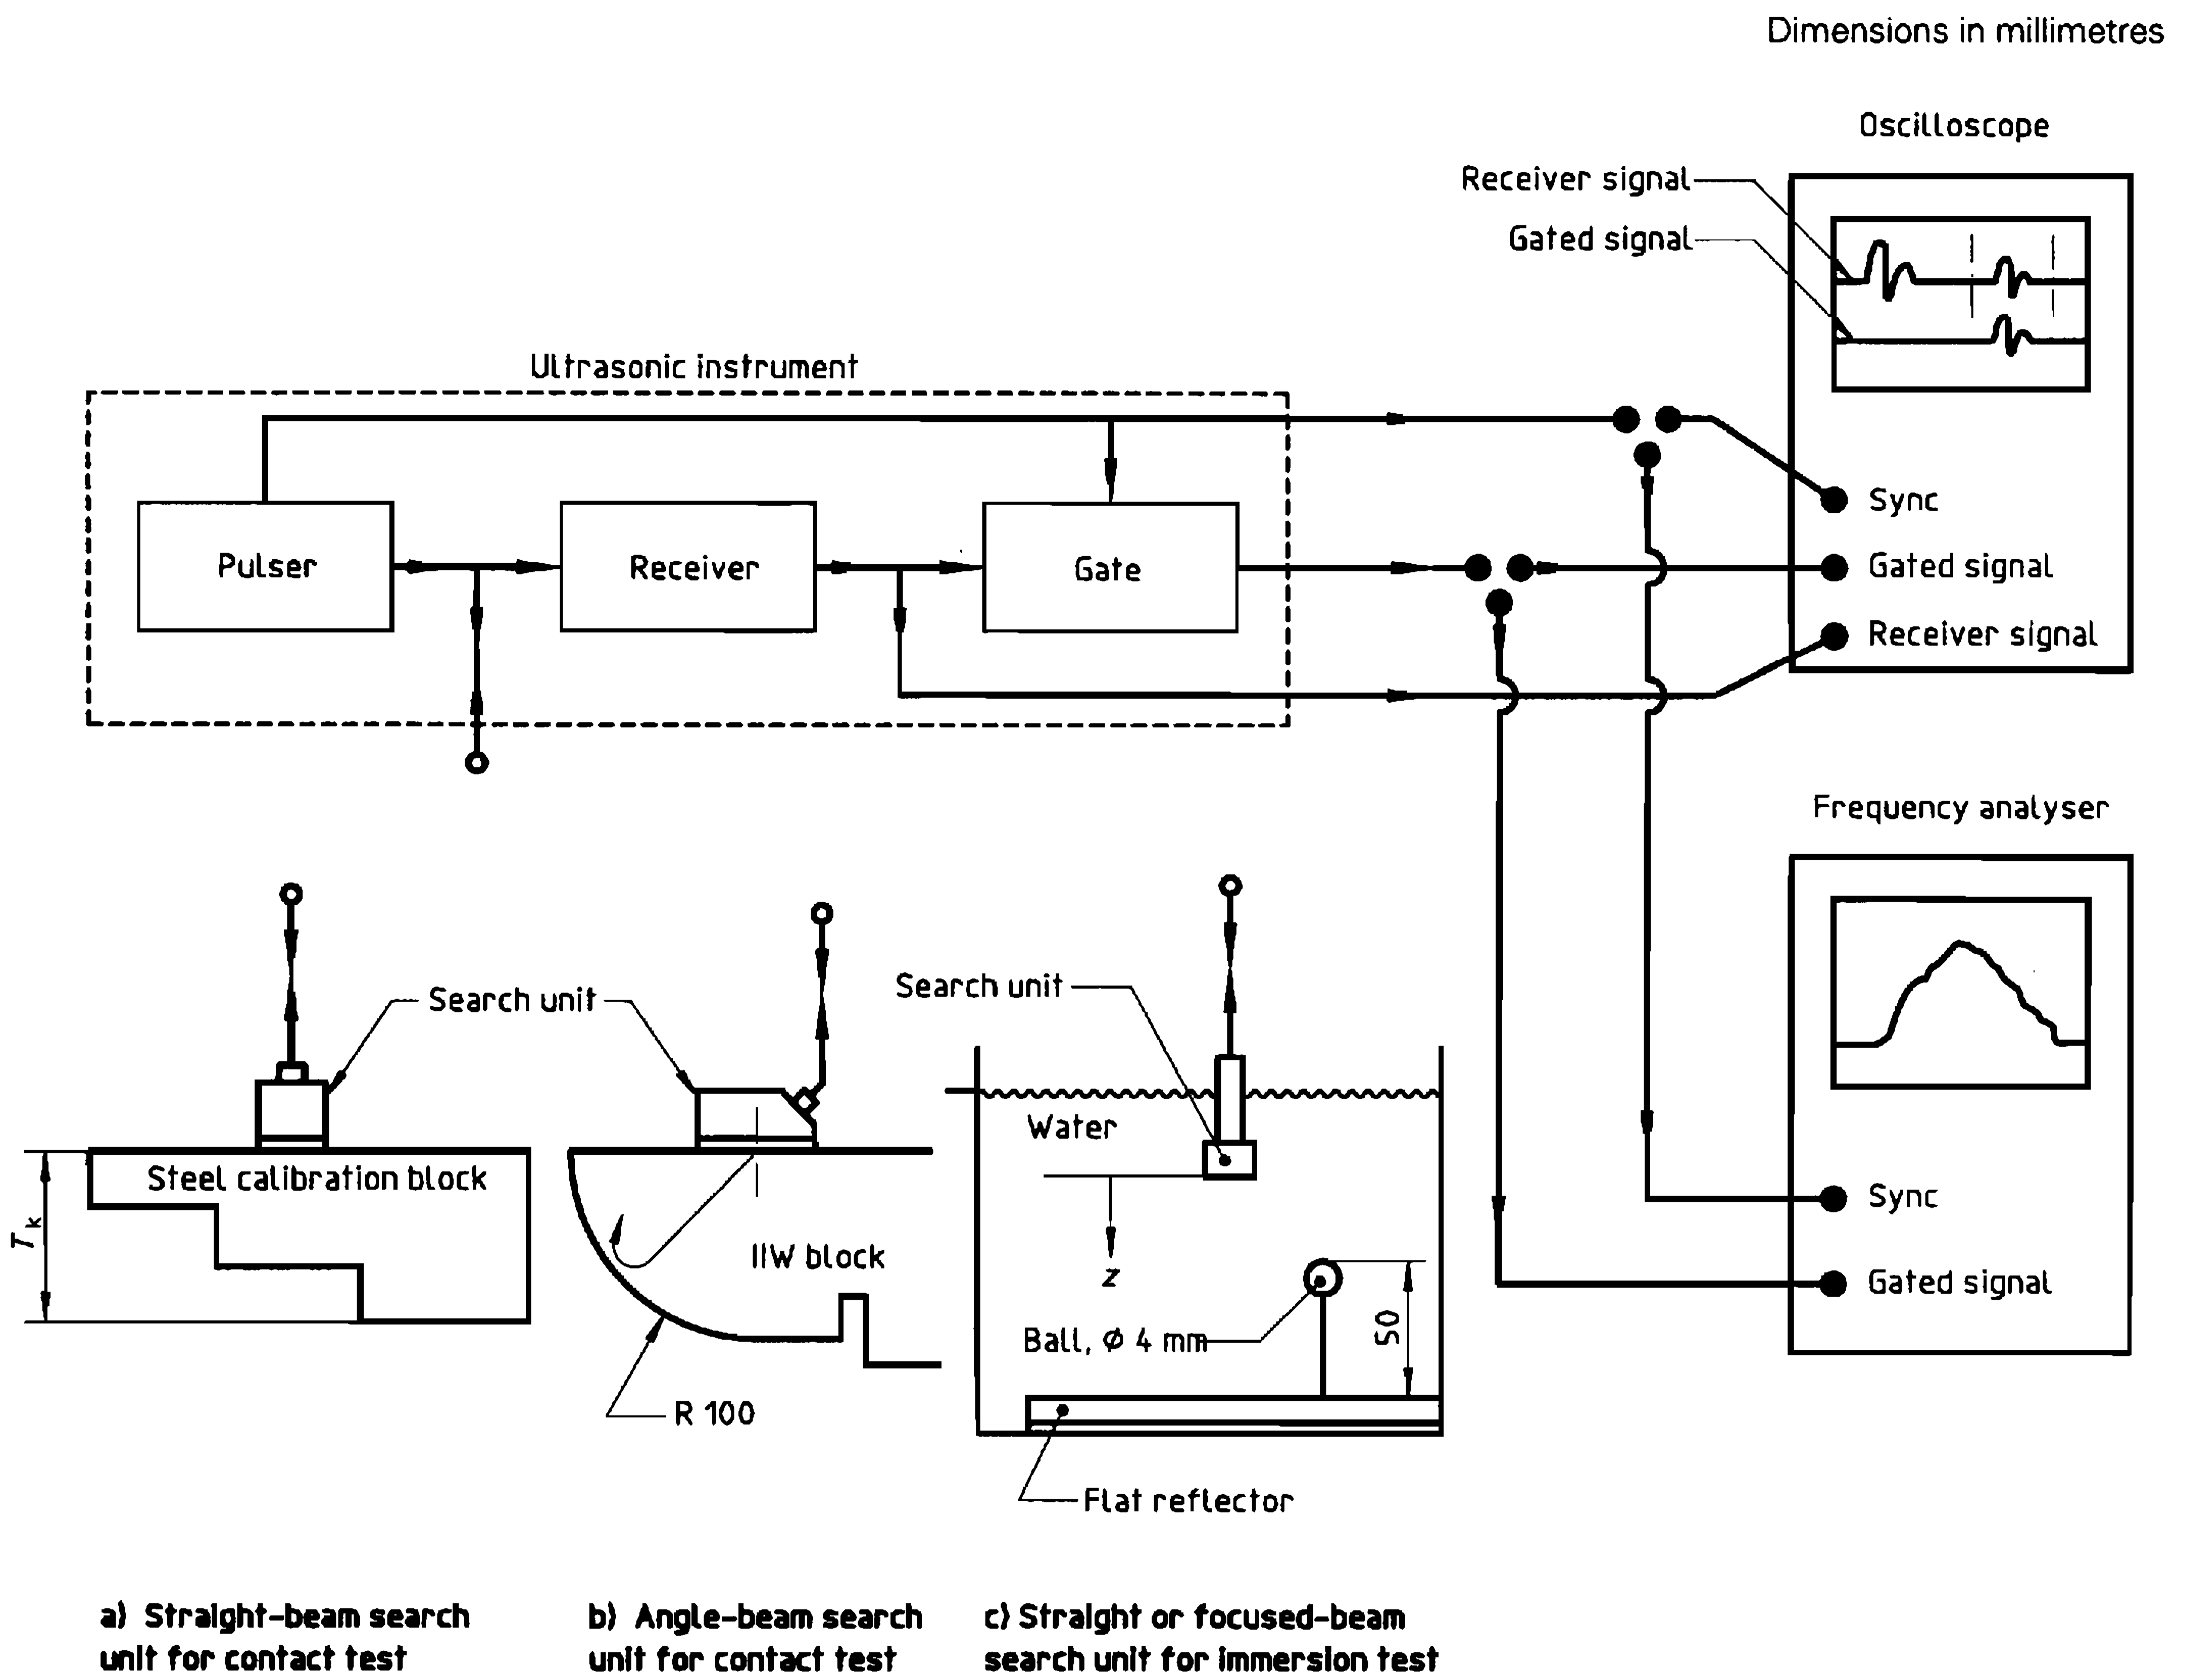 Dimensions in millimetres
Oscilloscope
Receiver signal
Gated signal
Ultrasonic instrument
Pulser
Receiver
Gate
Sync
Gated signal
Receiver signal
Frequency analyser
Sync
Gated signal
Search unit
Search unit
Steel calibration block
Tk
IIW block
R 100
Water
z
Ball, ϕ 4 mm
50
Flat reflector
a) Straight-beam search
unit for contact test
b) Angle-beam search
unit for contact test
c) Straight or focused-beam
search unit for immersion test